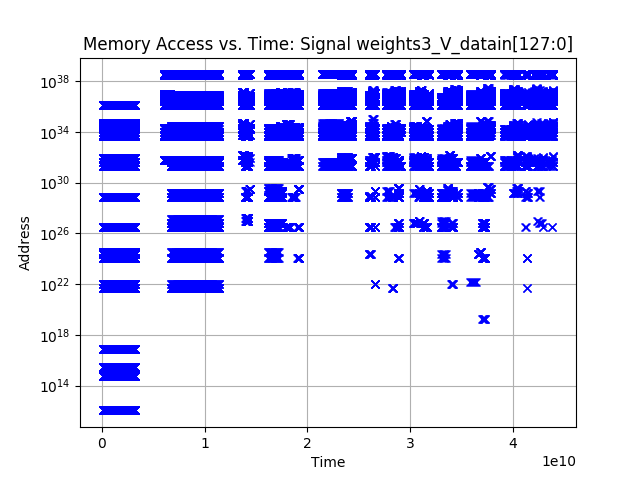 Memory Access vs. Time: Signal weights3_V_datain[127:0]
10^38
10^34
10^30
10^26
10^22
10^18
10^14
Address
0 1 2 3 4
1e10
Time